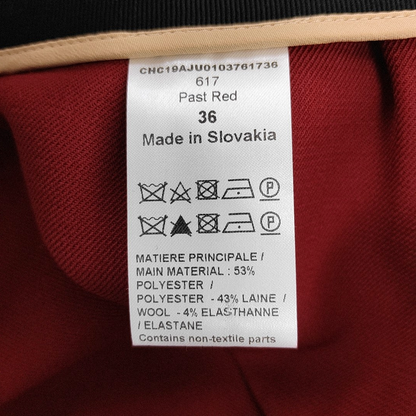 CHC19AJU0103761736
617
Past Red
36
Made in Slovakia
P
P
MATIERE PRINCIPALE /
MAIN MATERIAL : 53%
POLYESTER /
POLYESTER - 43% LAINE /
WOOL - 4% ELASTHANNE
/ ELASTANE
Contains non-textile parts